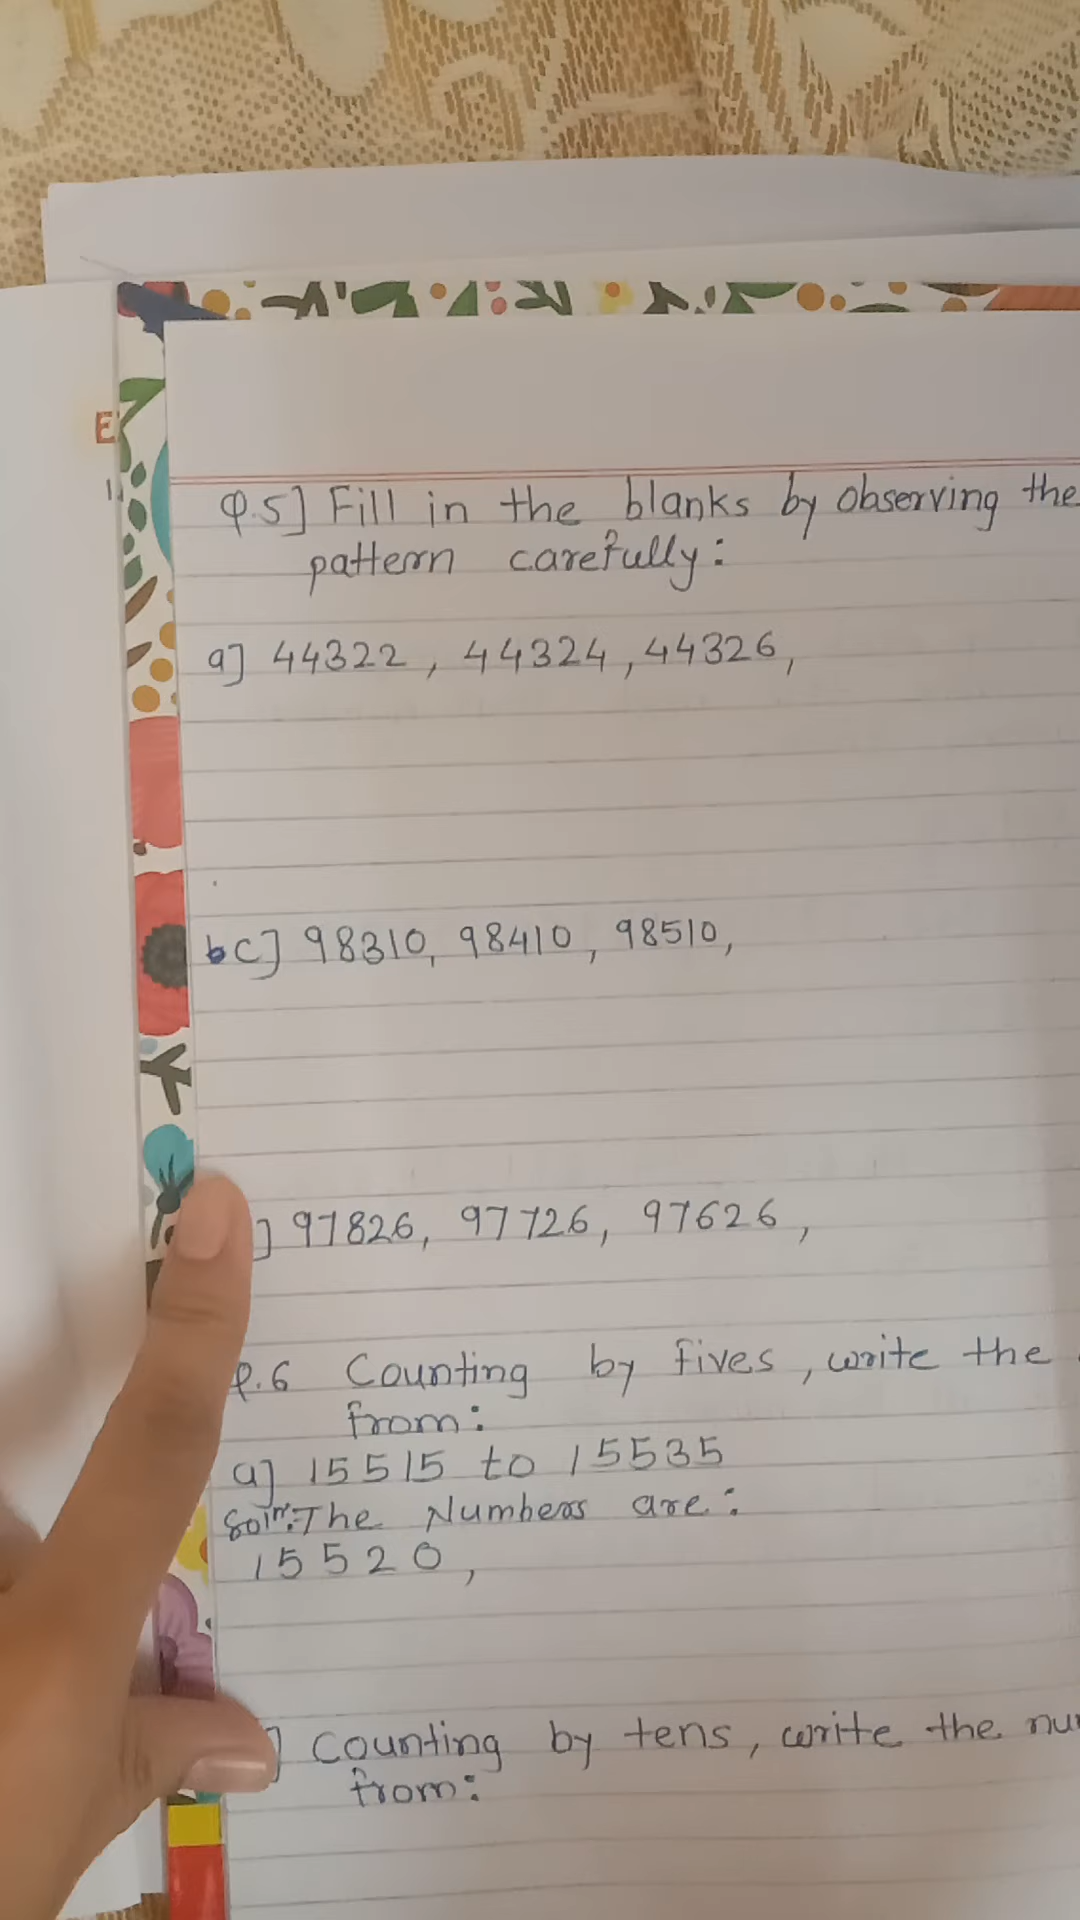 E
1.
Q.5] Fill in the blanks by observing the
pattern carefully:
a] 44322, 44324, 44326,
bc] 98310, 98410, 98510,
] 97826, 97726, 97626,
Q.6 Counting by fives, write the
from:
a] 15515 to 15535
Soln: The Numbers are:
15520,
] Counting by tens, write the nu
from: